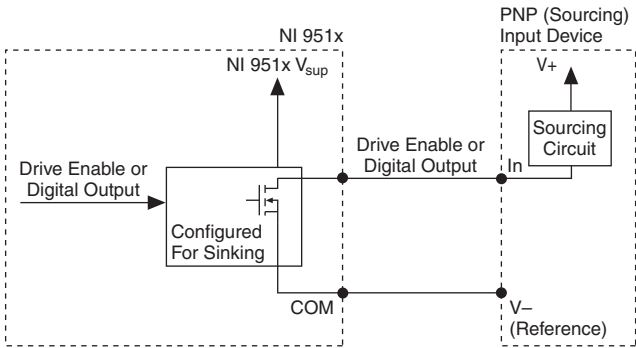 NI 951x
PNP (Sourcing)
Input Device
NI 951x Vsup
V+
Sourcing
Circuit
Drive Enable or
Digital Output
Drive Enable or
Digital Output
In
Configured
For Sinking
COM
V–
(Reference)